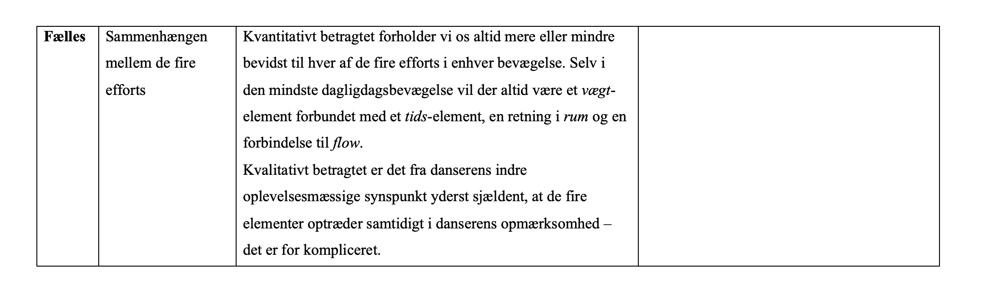 Fælles
Sammenhængen
mellem de fire
efforts
Kvantitativt betragtet forholder vi os altid mere eller mindre
bevidst til hver af de fire efforts i enhver bevægelse. Selv i
den mindste dagligdagsbevægelse vil der altid være et vægt-
element forbundet med et tids-element, en retning i rum og en
forbindelse til flow.
Kvalitativt betragtet er det fra danserens indre
oplevelsesmæssige synspunkt yderst sjældent, at de fire
elementer optræder samtidigt i danserens opmærksomhed –
det er for kompliceret.